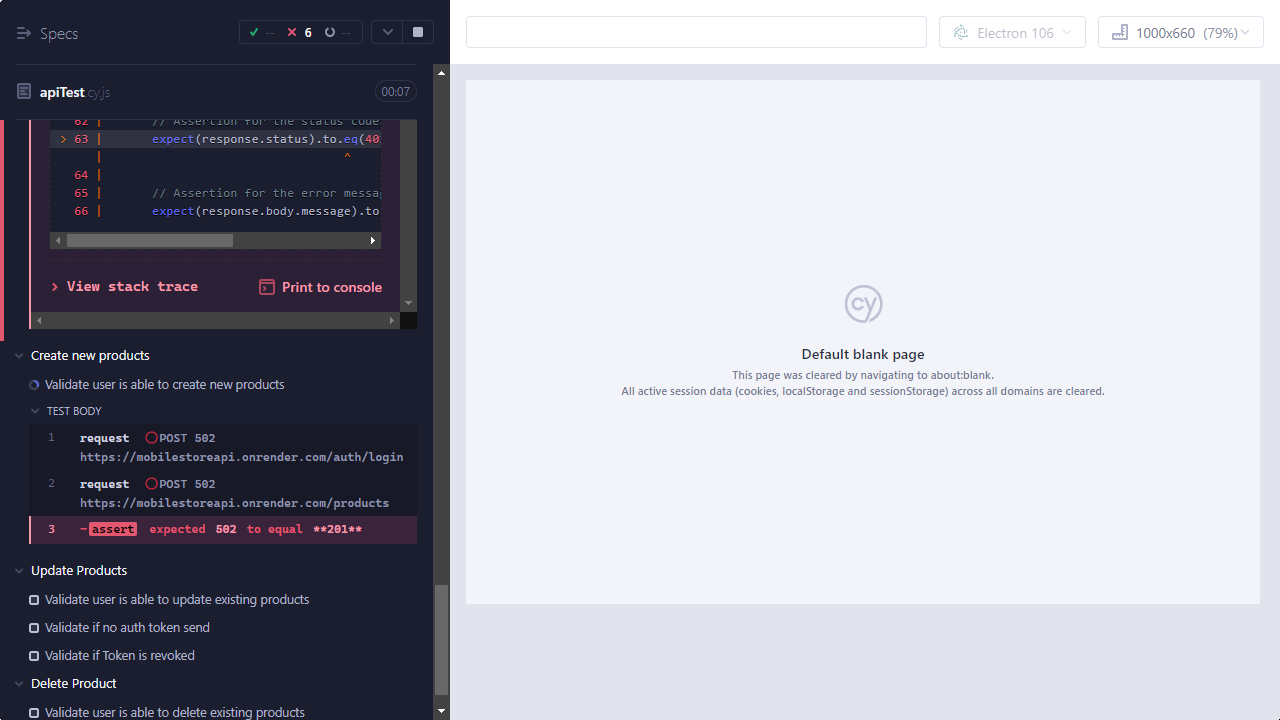 Specs
-- 6 --
Electron 106
1000x660 (79%)
apiTest.cy.js
00:07
62 | // Assertion for the status code
> 63 | expect(response.status).to.eq(40
| ^
64 |
65 | // Assertion for the error messa
66 | expect(response.body.message).to
> View stack trace
Print to console
Create new products
Validate user is able to create new products
TEST BODY
1 request POST 502
https://mobilestoreapi.onrender.com/auth/login
2 request POST 502
https://mobilestoreapi.onrender.com/products
3 -assert expected 502 to equal **201**
Update Products
Validate user is able to update existing products
Validate if no auth token send
Validate if Token is revoked
Delete Product
Validate user is able to delete existing products
cy
Default blank page
This page was cleared by navigating to about:blank.
All active session data (cookies, localStorage and sessionStorage) across all domains are cleared.